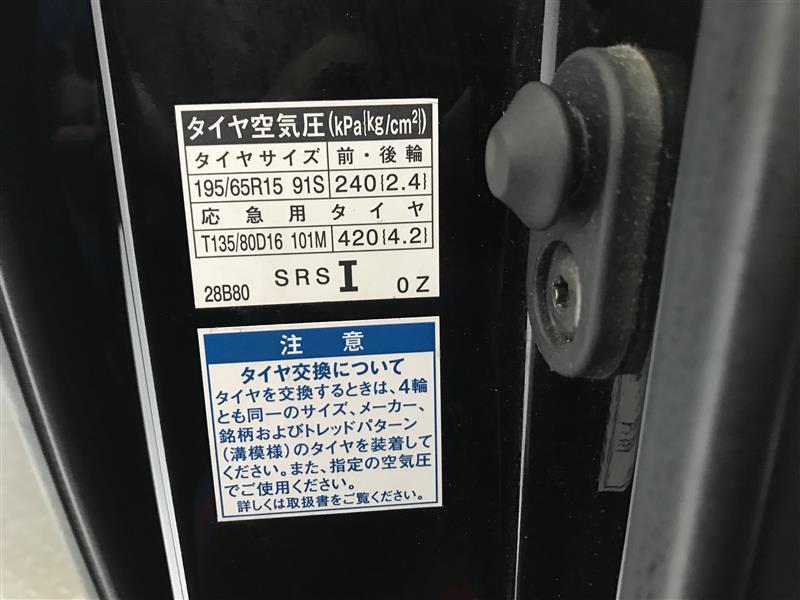 タイヤ空気圧(kPa{kg/cm²})
タイヤサイズ 前・後輪
195/65R15 91S 240{2.4}
応急用タイヤ
T135/80D16 101M 420{4.2}
28B80 SRS I 0Z
注意
タイヤ交換について
タイヤを交換するときは、4輪
とも同一のサイズ、メーカー、
銘柄およびトレッドパターン
(溝模様)のタイヤを装着して
ください。また、指定の空気圧
でご使用ください。
詳しくは取扱書をご覧ください。